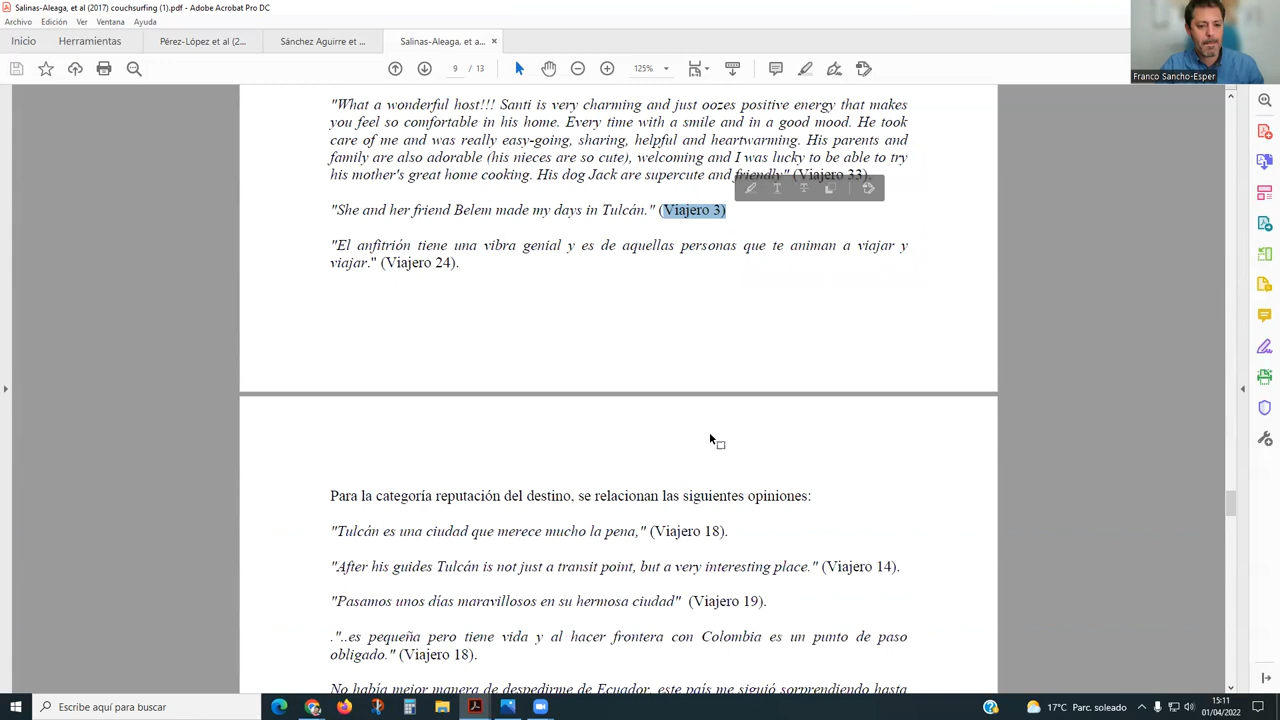 Salinas-Aleaga, et al (2017) couchsurfing (1).pdf - Adobe Acrobat Pro DC
Archivo Edición Ver Ventana Ayuda
Inicio Herramientas Pérez-López et al (2... Sánchez Aguirre et ... Salinas-Aleaga, et a... ×
9 / 13 125%
Franco Sancho-Esper
"What a wonderful host!!! Santi is very charming and just oozes positive energy that makes
you feel so comfortable in his home. Every time with a smile and in a good mood. He took
care of me and was really easy-going, sharing, helpful and heartwarming. His parents and
family are also adorable (his nieces are so cute), welcoming and I was lucky to be able to try
his mother's great home cooking. His dog Jack are supercute and friendly" (Viajero 33).
"She and her friend Belem made my days in Tulcán." (Viajero 3)
"El anfitrión tiene una vibra genial y es de aquellas personas que te animan a viajar y
viajar." (Viajero 24).
Para la categoría reputación del destino, se relacionan las siguientes opiniones:
"Tulcán es una ciudad que merece mucho la pena," (Viajero 18).
"After his guides Tulcán is not just a transit point, but a very interesting place." (Viajero 14).
"Pasamos unos días maravillosos en su hermosa ciudad" (Viajero 19).
."..es pequeña pero tiene vida y al hacer frontera con Colombia es un punto de paso
obligado." (Viajero 18).
No había mejor manera de despedirme de Ecuador, este país me siguió sorprendiendo hasta
Escribe aquí para buscar
17°C Parc. soleado
15:11
01/04/2022